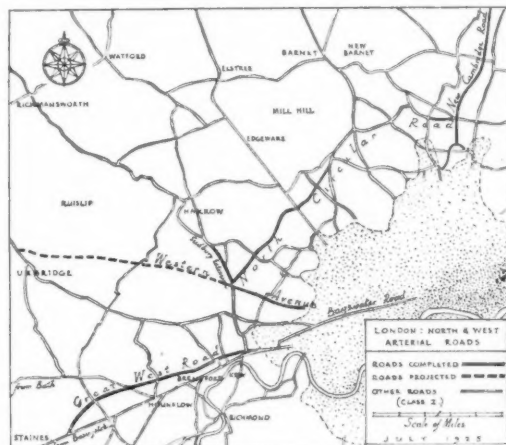 WATFORD
ELSTREE
BARNET
NEW
BARNET
RICKMANSWORTH
MILL HILL
EDGEWARE
New Cambridge Road
North Circular Road
RUISLIP
HARROW
UXBRIDGE
Western Avenue
Bayswater Road
Great West Road
BRENTFORD
KEW
HOUNSLOW
RICHMOND
STAINES
LONDON: NORTH & WEST
ARTERIAL ROADS
ROADS COMPLETED
ROADS PROJECTED
OTHER ROADS
(CLASS 2.)
Scale of Miles